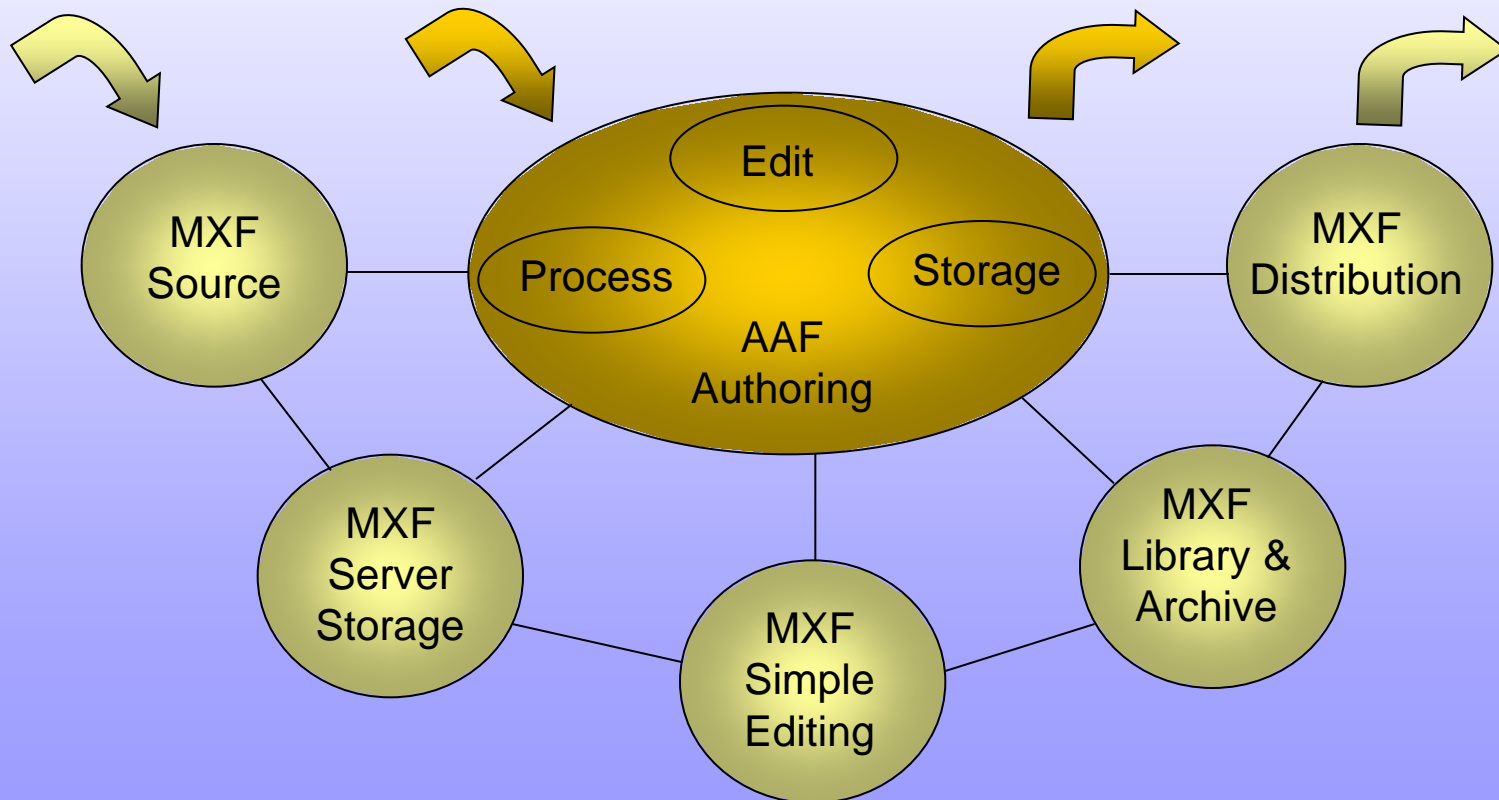 MXF
Source
Edit
Process
Storage
AAF
Authoring
MXF
Distribution
MXF
Server
Storage
MXF
Simple
Editing
MXF
Library &
Archive